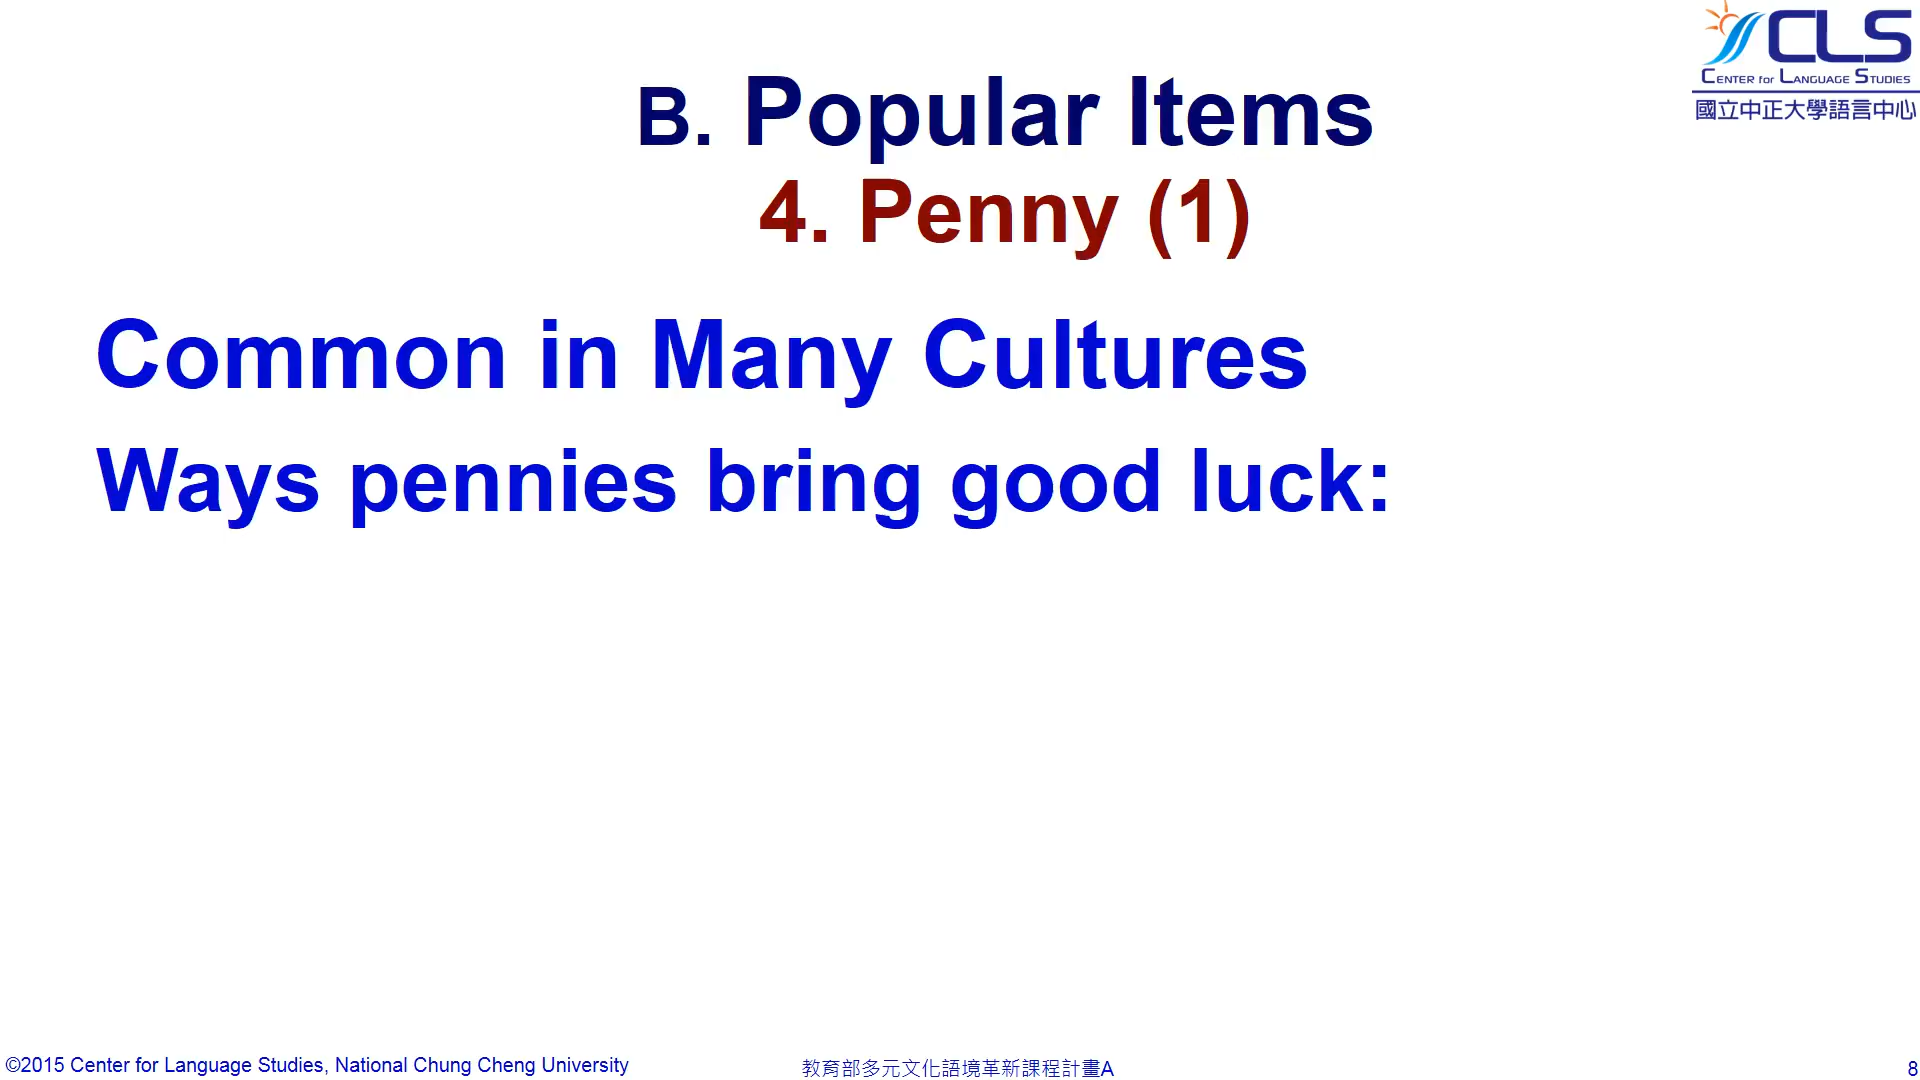 CLS
CENTER for LANGUAGE STUDIES
國立中正大學語言中心
B. Popular Items
4. Penny (1)
Common in Many Cultures
Ways pennies bring good luck:
©2015 Center for Language Studies, National Chung Cheng University
教育部多元文化語境革新課程計畫A
8